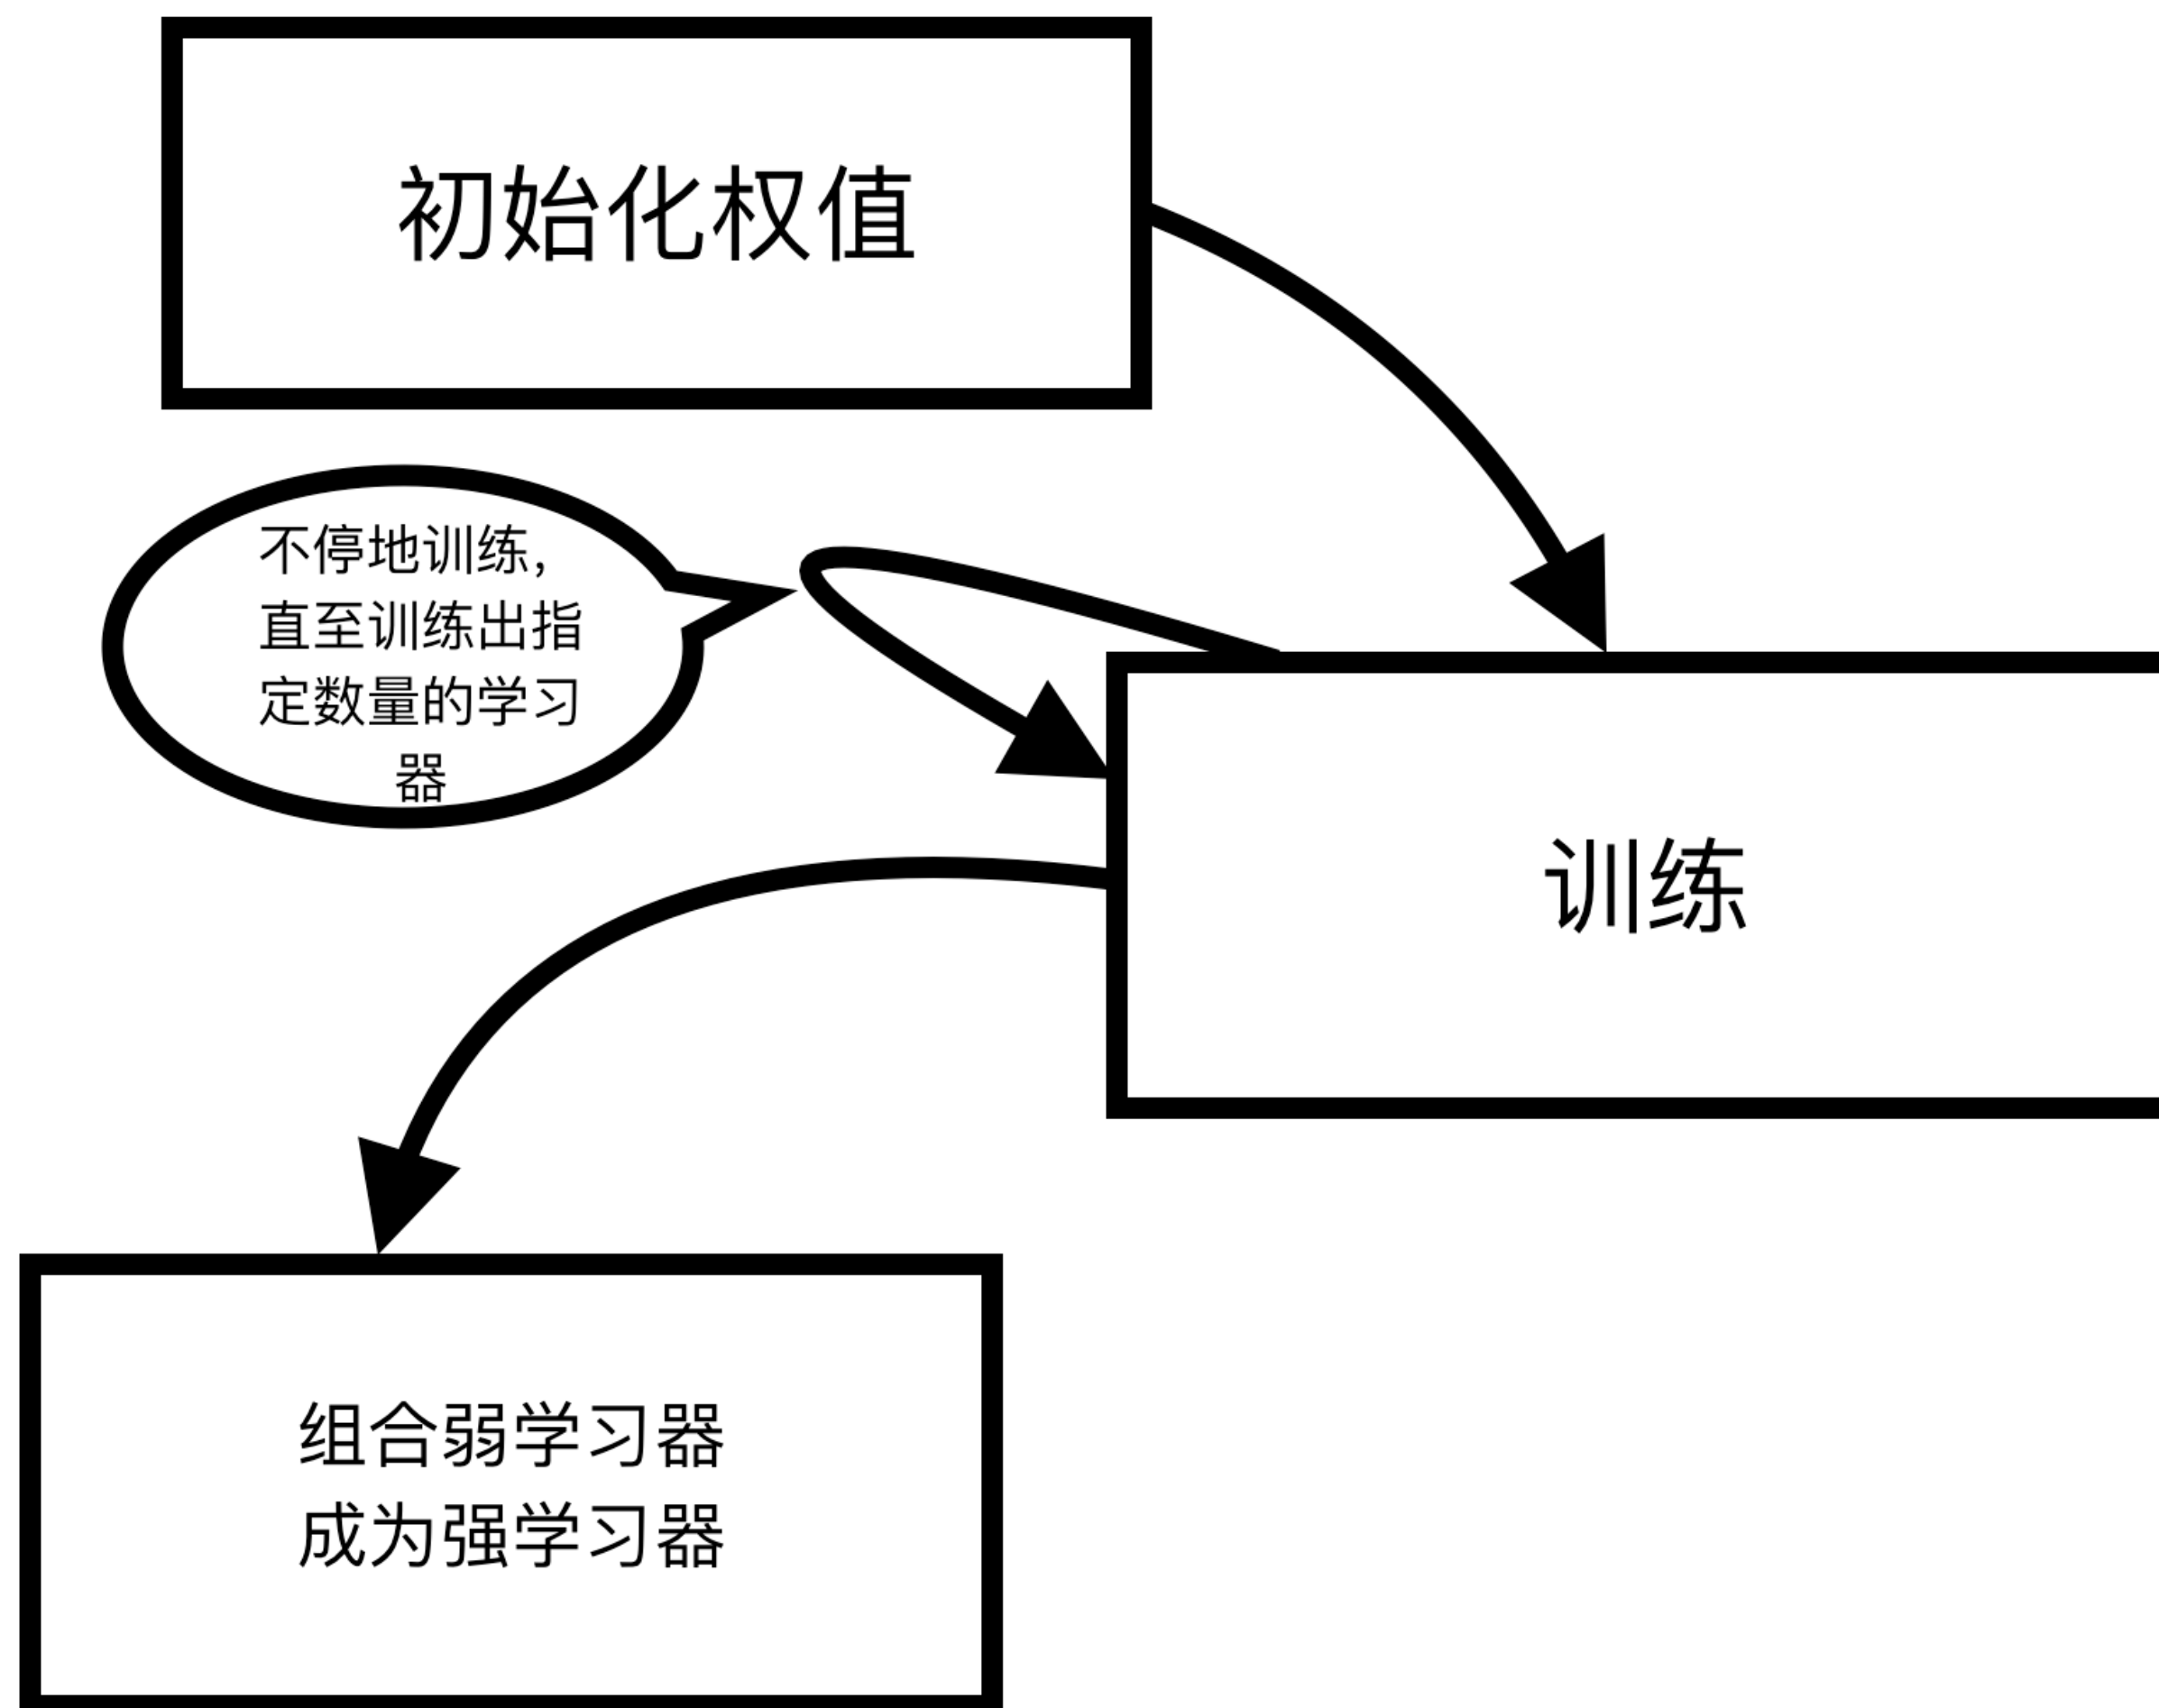 初始化权值
不停地训练,
直至训练出指
定数量的学习
器
训练
组合弱学习器
成为强学习器